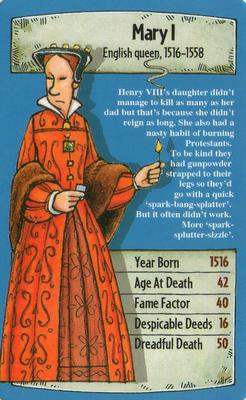 Mary I
English queen, 1516–1558
Henry VIII's daughter didn't
manage to kill as many as her
dad but that's because she didn't
reign as long. She also had a
nasty habit of burning
Protestants.
To be kind they
had gunpowder
strapped to their
legs so they'd
go with a quick
'spark-bang-splatter'.
But it often didn't work.
More 'spark-
splutter-sizzle'.
Year Born 1516
Age At Death 42
Fame Factor 40
Despicable Deeds 16
Dreadful Death 50